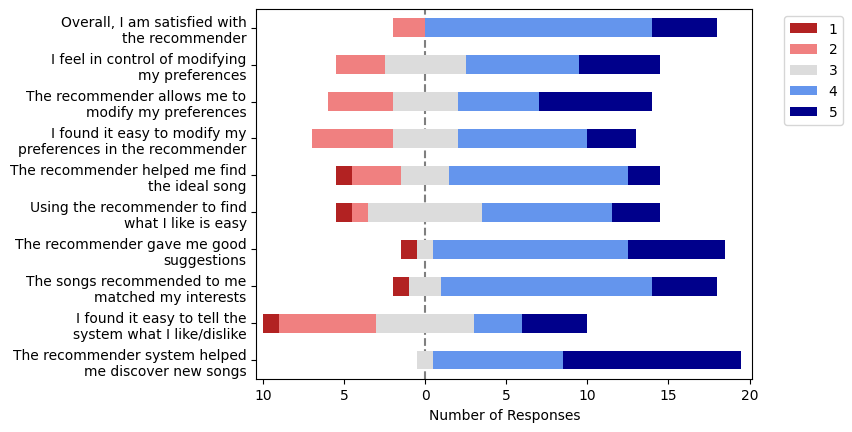 Overall, I am satisfied with
the recommender
I feel in control of modifying
my preferences
The recommender allows me to
modify my preferences
I found it easy to modify my
preferences in the recommender
The recommender helped me find
the ideal song
Using the recommender to find
what I like is easy
The recommender gave me good
suggestions
The songs recommended to me
matched my interests
I found it easy to tell the
system what I like/dislike
The recommender system helped
me discover new songs
10 5 0 5 10 15 20
Number of Responses
1
2
3
4
5